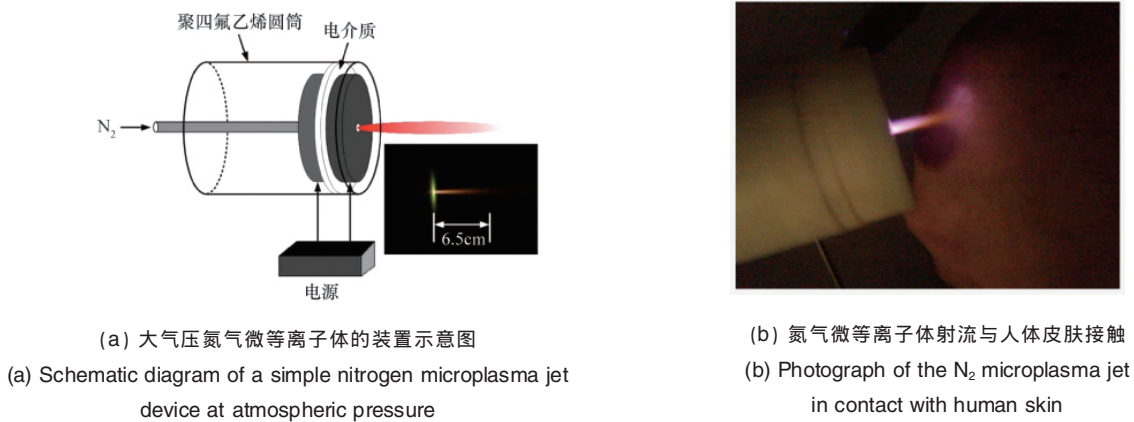 聚四氟乙烯圆筒
电介质
N₂
6.5cm
电源
(a) 大气压氮气微等离子体的装置示意图
(a) Schematic diagram of a simple nitrogen microplasma jet
device at atmospheric pressure
(b) 氮气微等离子体射流与人体皮肤接触
(b) Photograph of the N₂ microplasma jet
in contact with human skin